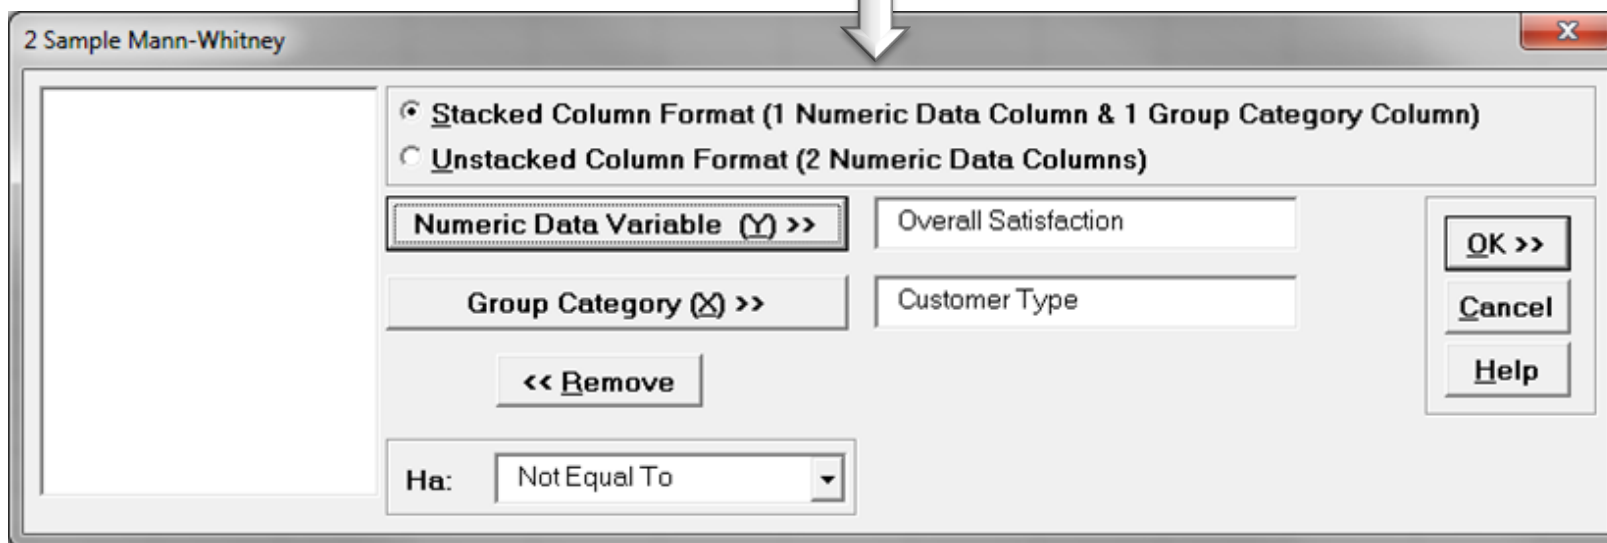 2 Sample Mann-Whitney
Stacked Column Format (1 Numeric Data Column & 1 Group Category Column)
Unstacked Column Format (2 Numeric Data Columns)
Numeric Data Variable (Y) >>
Overall Satisfaction
OK >>
Group Category (X) >>
Customer Type
Cancel
<< Remove
Help
Ha:
Not Equal To